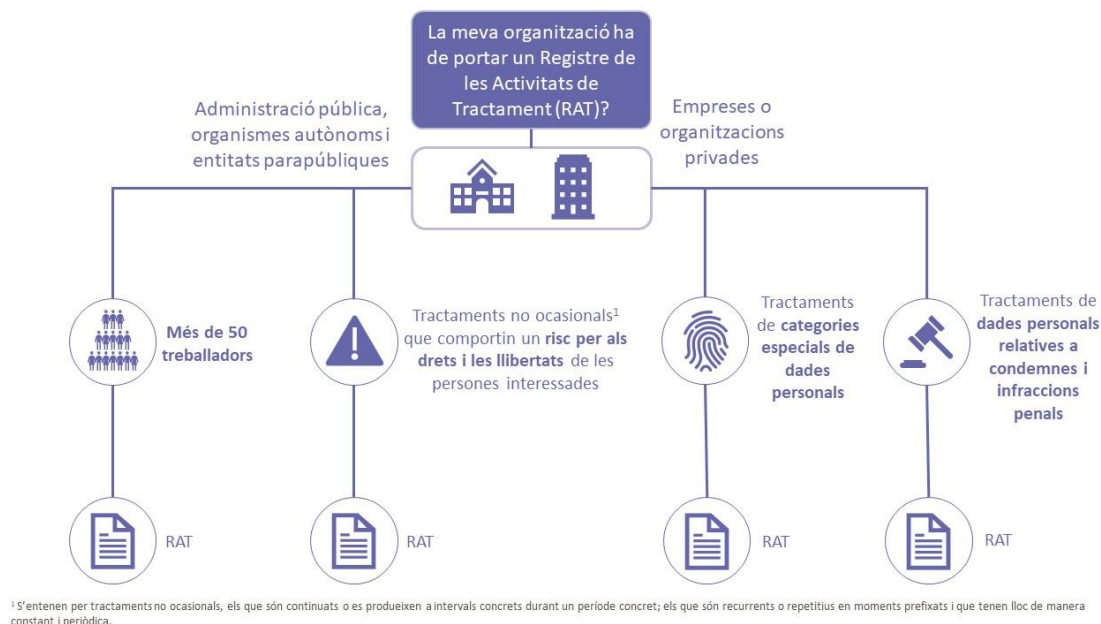 La meva organització ha
de portar un Registre de
les Activitats de
Tractament (RAT)?
Administració pública,
organismes autònoms i
entitats parapúbliques
Empreses o
organitzacions
privades
Més de 50
treballadors
Tractaments no ocasionals¹
que comportin un risc per als
drets i les llibertats de les
persones interessades
Tractaments
de categories
especials de
dades
personals
Tractaments de
dades personals
relatives a
condemnes i
infraccions
penals
RAT
RAT
RAT
RAT
¹ S'entenen per tractaments no ocasionals, els que són continuats o es produeixen a intervals concrets durant un període concret; els que són recurrents o repetitius en moments prefixats i que tenen lloc de manera
constant i periòdica.